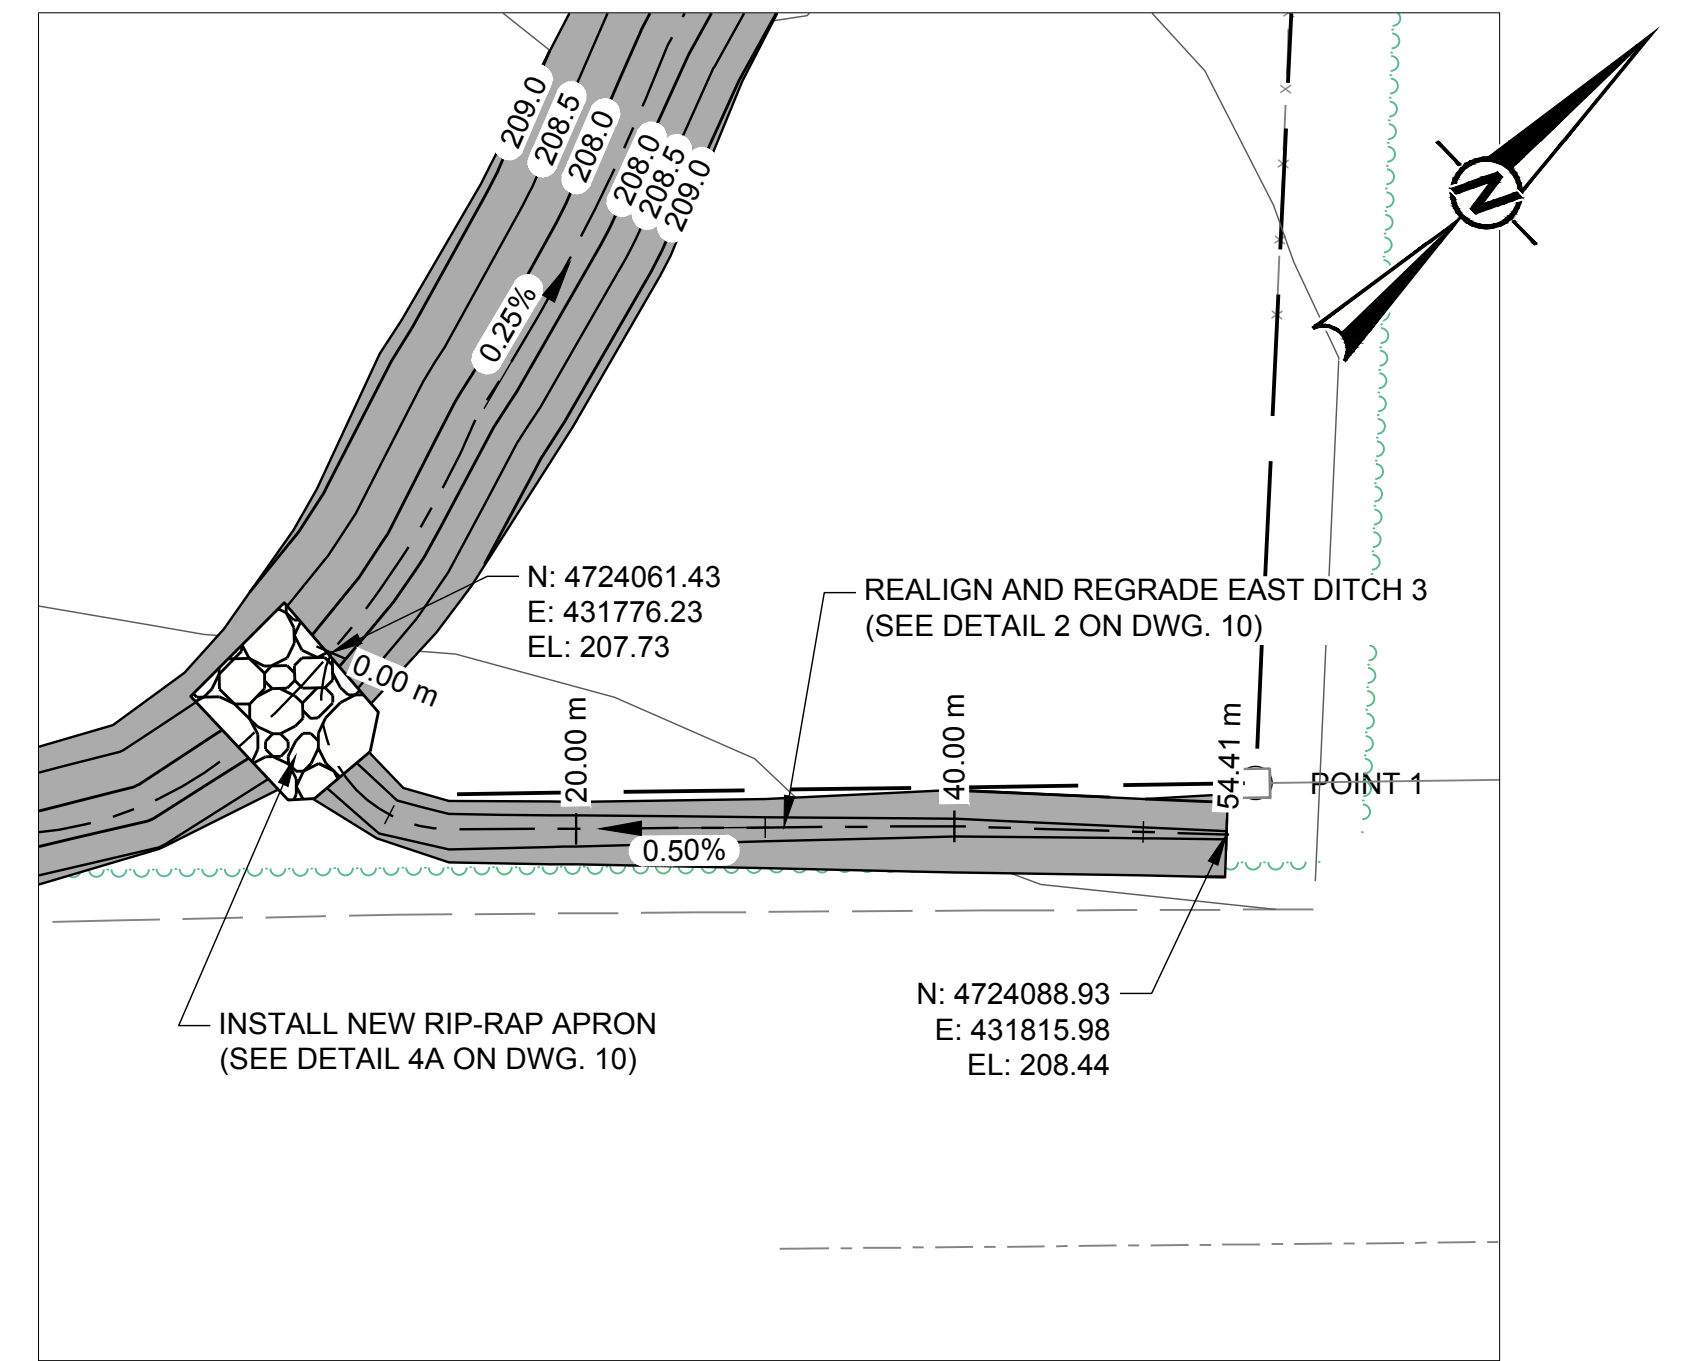 209.0
208.5
208.0
208.0
208.5
209.0
N
0.25%
N: 4724061.43
E: 431776.23
EL: 207.73
REALIGN AND REGRADE EAST DITCH 3
(SEE DETAIL 2 ON DWG. 10)
0.00 m
20.00 m
40.00 m
54.41 m
POINT 1
0.50%
N: 4724088.93
E: 431815.98
EL: 208.44
INSTALL NEW RIP-RAP APRON
(SEE DETAIL 4A ON DWG. 10)